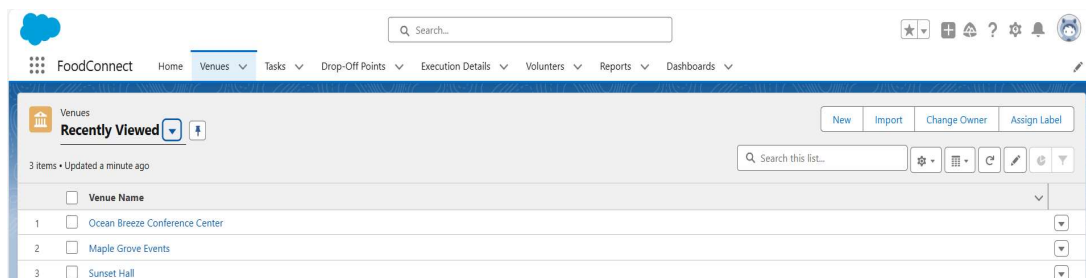 Search...
FoodConnect Home Venues Tasks Drop-Off Points Execution Details Volunters Reports Dashboards
Venues
Recently Viewed
New Import Change Owner Assign Label
3 items • Updated a minute ago
Search this list...
Venue Name
1 Ocean Breeze Conference Center
2 Maple Grove Events
3 Sunset Hall